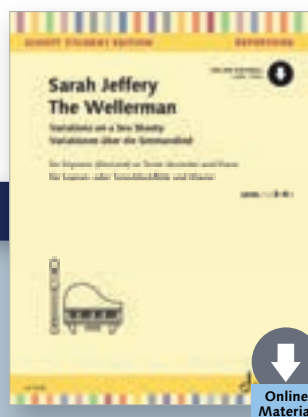 SCHOTT STUDENT EDITION REPERTOIRE
Sarah Jeffery
The Wellerman
Variations on a Sea Shanty
Variationen über ein Seemannslied
for Soprano (Descant) or Tenor Recorder and Piano
für Sopran- oder Tenorblockflöte und Klavier
Online
Material